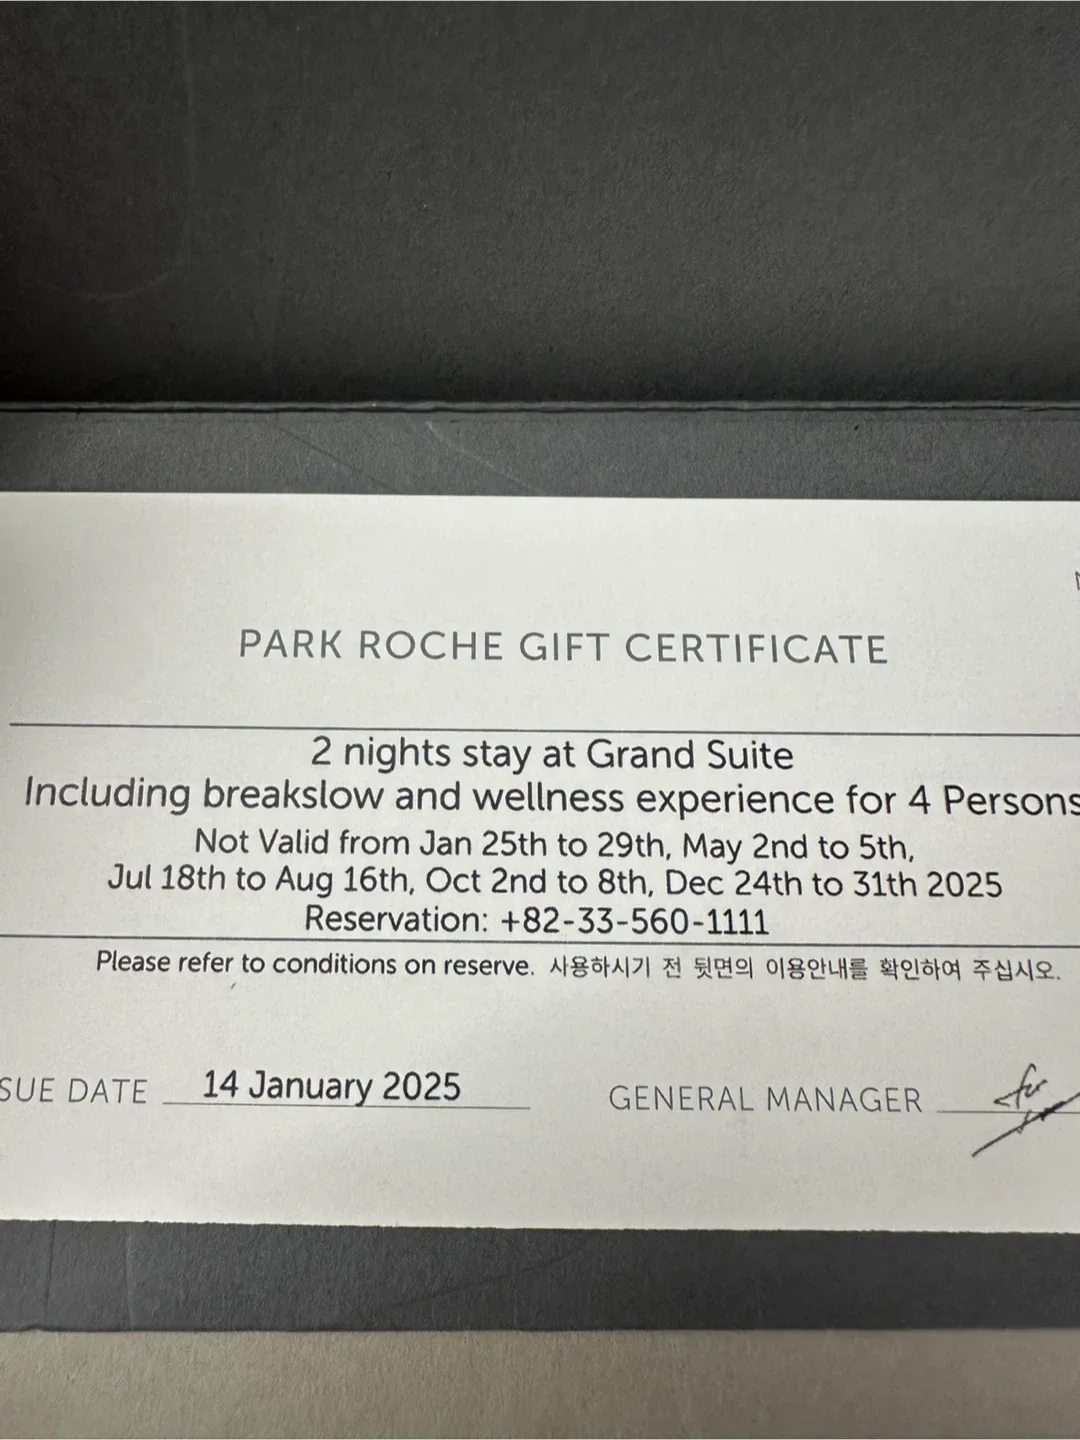 PARK ROCHE GIFT CERTIFICATE
2 nights stay at Grand Suite
Including breakslow and wellness experience for 4 Persons
Not Valid from Jan 25th to 29th, May 2nd to 5th,
Jul 18th to Aug 16th, Oct 2nd to 8th, Dec 24th to 31th 2025
Reservation: +82-33-560-1111
Please refer to conditions on reserve. 사용하시기 전 뒷면의 이용안내를 확인하여 주십시오.
SUE DATE 14 January 2025 GENERAL MANAGER